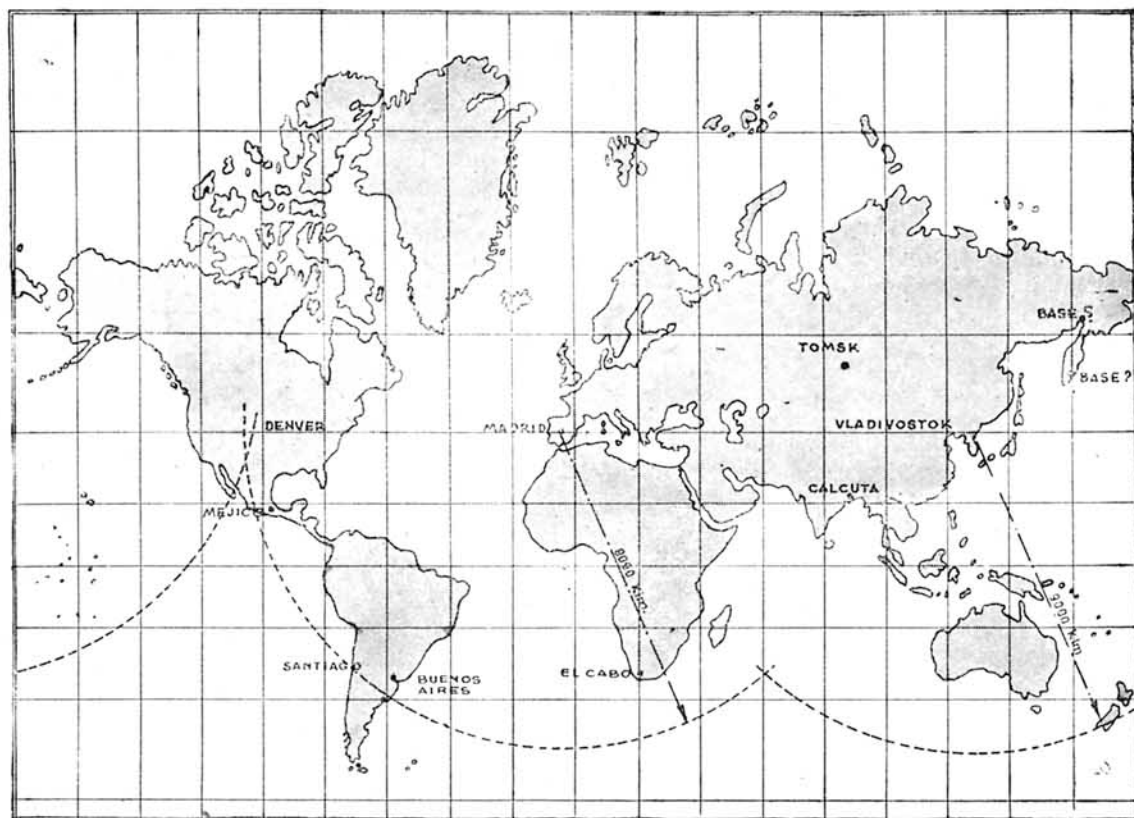 BASE S.
TOMSK
BASE?
DENVER
MADRID
VLADIVOSTOK
CALCUTA
MEJICO
8000 Klm.
9000 Klm
SANTIAGO
BUENOS
AIRES
EL CABO